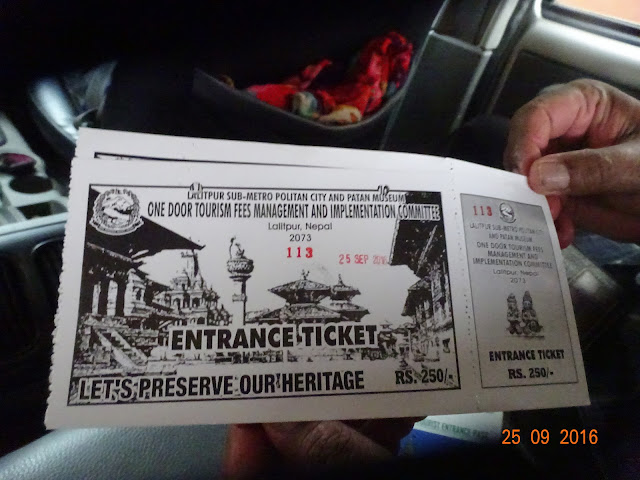 LALITPUR SUB-METRO POLITAN CITY AND PATAN MUSEUM
ONE DOOR TOURISM FEES MANAGEMENT AND IMPLEMENTATION COMMITTEE
Lalitpur, Nepal
2073
113
25 SEP
ENTRANCE TICKET
LET'S PRESERVE OUR HERITAGE
RS. 250/-
113
LALITPUR SUB-METRO POLITAN CITY
AND PATAN MUSEUM
ONE DOOR TOURISM FEES
MANAGEMENT AND
IMPLEMENTATION COMMITTEE
Lalitpur, Nepal
2073
ENTRANCE TICKET
RS. 250/-
ENTRANCE PASS
25 09 2016